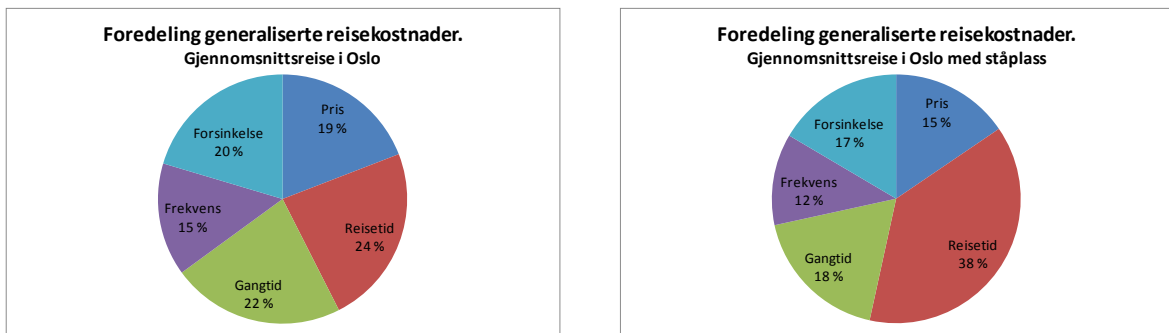 Foredeling generaliserte reisekostnader.
Gjennomsnittsreise i Oslo
Pris
19 %
Reisetid
24 %
Gangtid
22 %
Frekvens
15 %
Forsinkelse
20 %
Foredeling generaliserte reisekostnader.
Gjennomsnittsreise i Oslo med ståplass
Pris
15 %
Reisetid
38 %
Gangtid
18 %
Frekvens
12 %
Forsinkelse
17 %